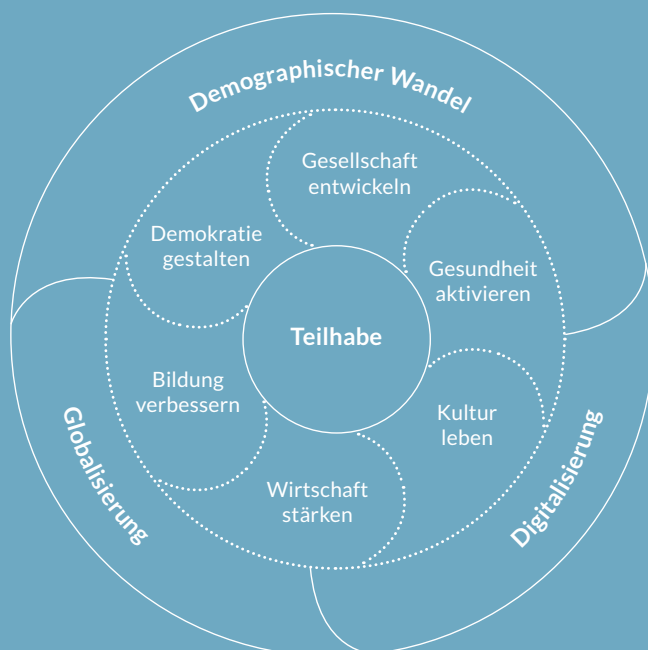 Demographischer Wandel
Gesellschaft
entwickeln
Demokratie
gestalten
Gesundheit
aktivieren
Teilhabe
Bildung
verbessern
Kultur
leben
Wirtschaft
stärken
Globalisierung
Digitalisierung